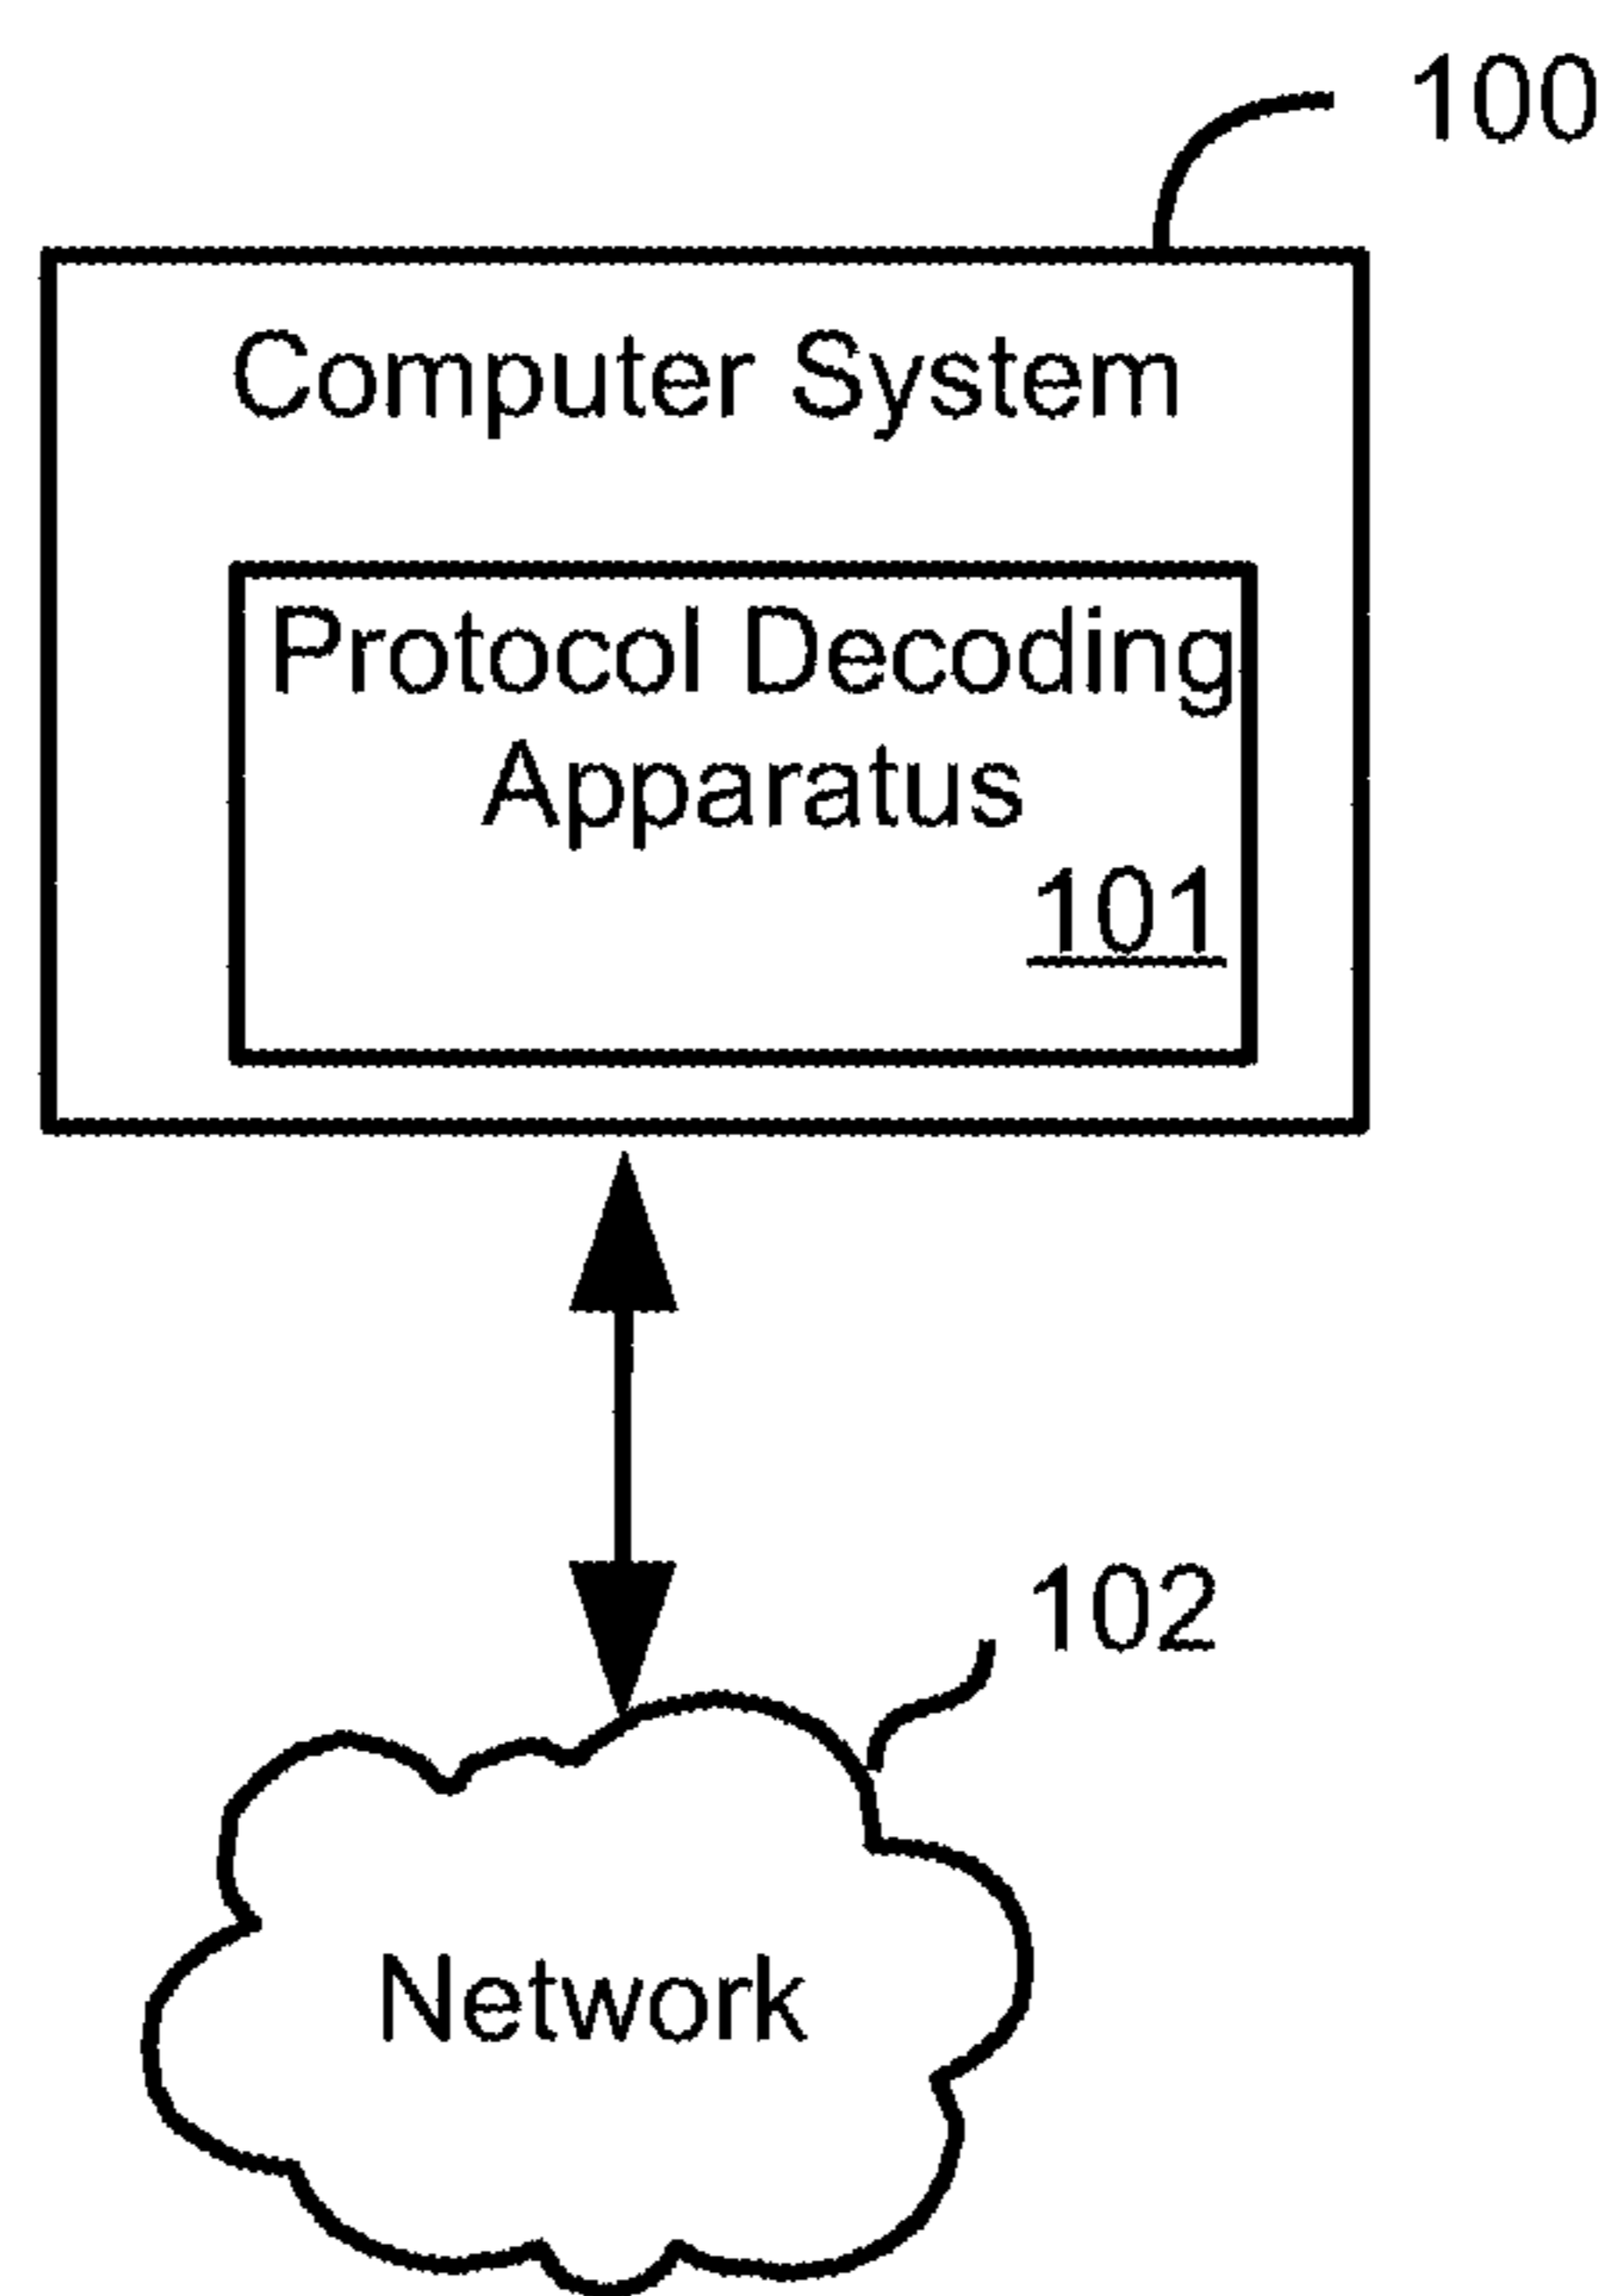 100
Computer System
Protocol Decoding
Apparatus
101
102
Network